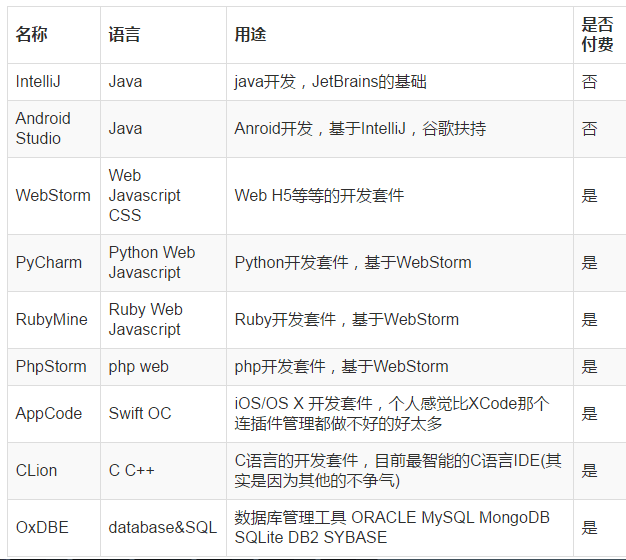 名称 语言 用途 是否
付费
IntelliJ Java java开发，JetBrains的基础 否
Android
Studio Java Anroid开发，基于IntelliJ，谷歌扶持 否
WebStorm Web
Javascript
CSS Web H5等等的开发套件 是
PyCharm Python Web
Javascript Python开发套件，基于WebStorm 是
RubyMine Ruby Web
Javascript Ruby开发套件，基于WebStorm 是
PhpStorm php web php开发套件，基于WebStorm 是
AppCode Swift OC iOS/OS X 开发套件，个人感觉比XCode那个
连插件管理都做不好的好太多 是
CLion C C++ C语言的开发套件，目前最智能的C语言IDE(其
实是因为其他的不争气) 是
OxDBE database&SQL 数据库管理工具 ORACLE MySQL MongoDB
SQLite DB2 SYBASE 是